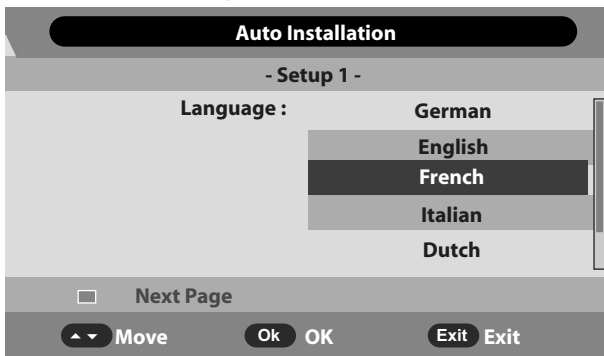 Auto Installation
- Setup 1 -
Language : German
English
French
Italian
Dutch
Next Page
Move Ok OK Exit Exit